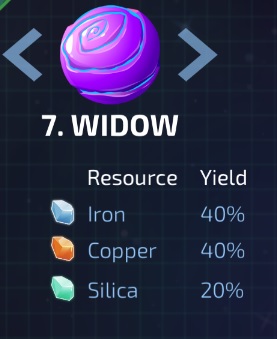 7. WIDOW
Resource Yield
Iron 40%
Copper 40%
Silica 20%